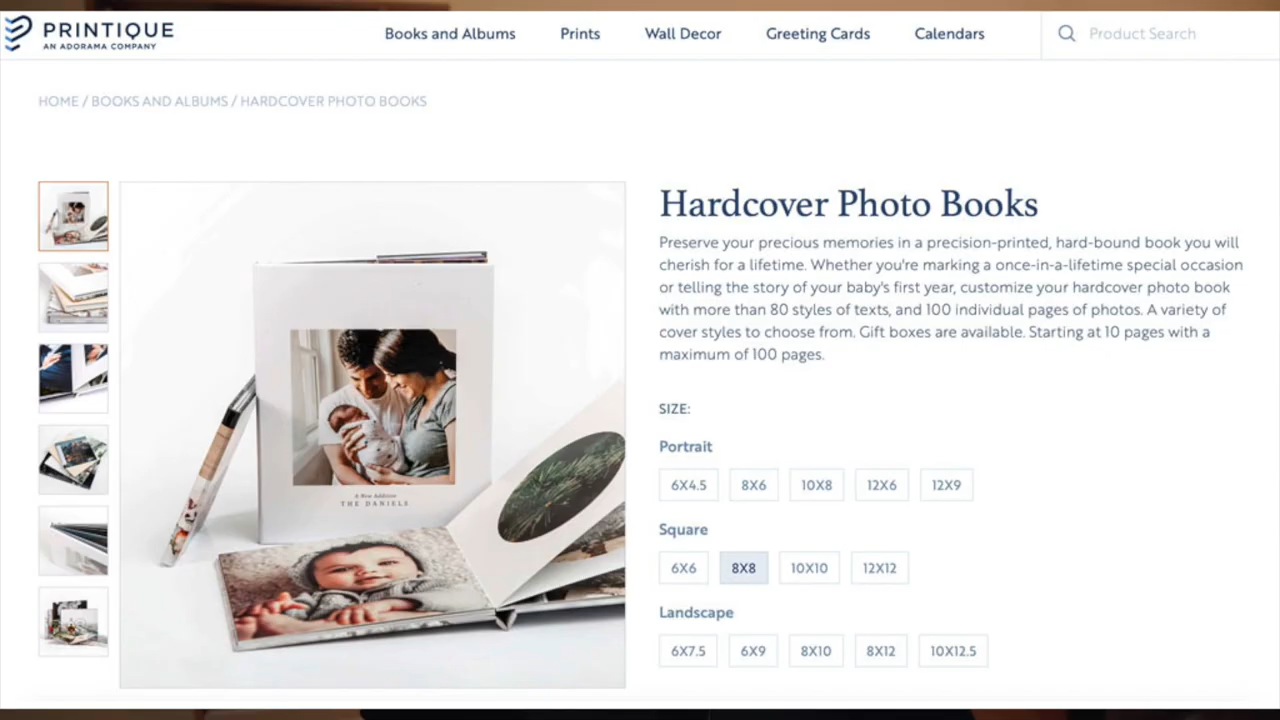 PRINTIQUE
AN ADORAMA COMPANY
Books and Albums
Prints
Wall Decor
Greeting Cards
Calendars
Product Search
HOME / BOOKS AND ALBUMS / HARDCOVER PHOTO BOOKS
A New Addition
THE DANIELS
Hardcover Photo Books
Preserve your precious memories in a precision-printed, hard-bound book you will
cherish for a lifetime. Whether you're marking a once-in-a-lifetime special occasion
or telling the story of your baby's first year, customize your hardcover photo book
with more than 80 styles of texts, and 100 individual pages of photos. A variety of
cover styles to choose from. Gift boxes are available. Starting at 10 pages with a
maximum of 100 pages.
SIZE:
Portrait
6X4.5 8X6 10X8 12X6 12X9
Square
6X6 8X8 10X10 12X12
Landscape
6X7.5 6X9 8X10 8X12 10X12.5